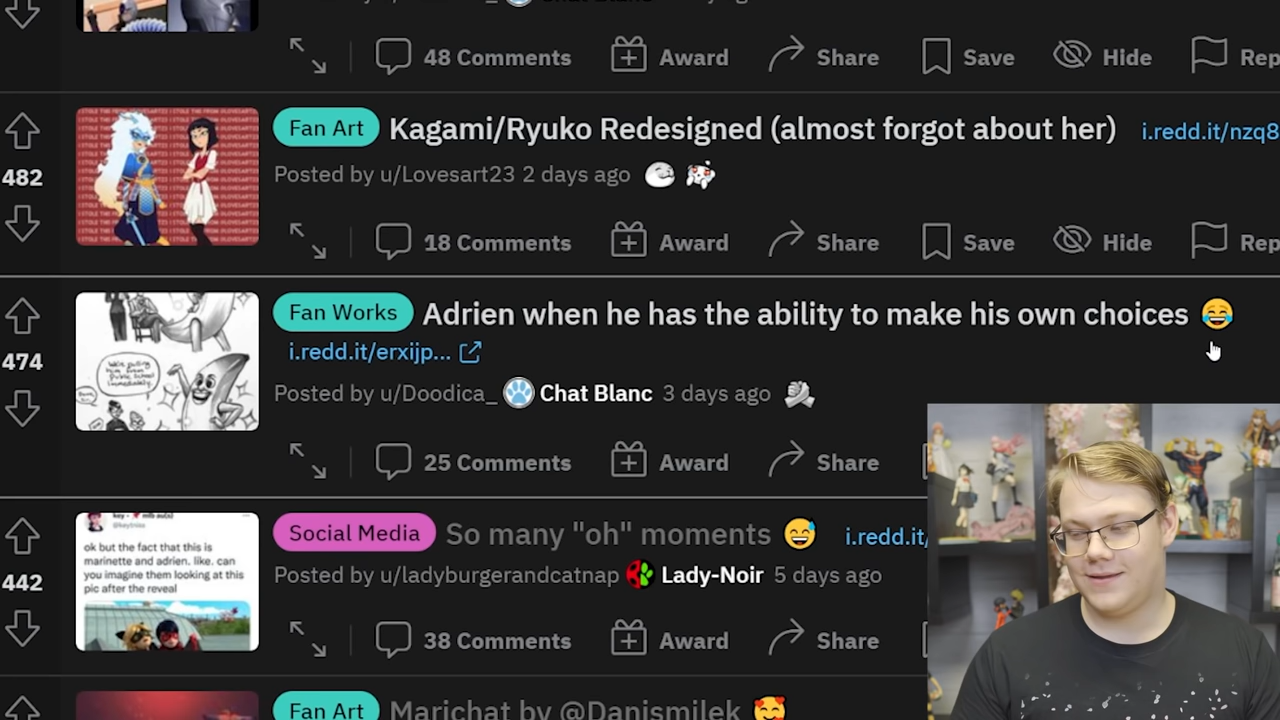 48 Comments Award Share Save Hide Rep
Fan Art Kagami/Ryuko Redesigned (almost forgot about her) i.redd.it/nzq8
482 Posted by u/Lovesart23 2 days ago
18 Comments Award Share Save Hide Rep
Fan Works Adrien when he has the ability to make his own choices 😂
474 i.redd.it/erxijp...
Posted by u/Doodica_ Chat Blanc 3 days ago
25 Comments Award Share
Social Media So many "oh" moments 😅 i.redd.it/
442 Posted by u/ladyburgerandcatnap Lady-Noir 5 days ago
ok but the fact that this is
marinette and adrien. like. can
you imagine them looking at this
pic after the reveal
38 Comments Award Share
Fan Art Marichat by @Danismilek 🥰